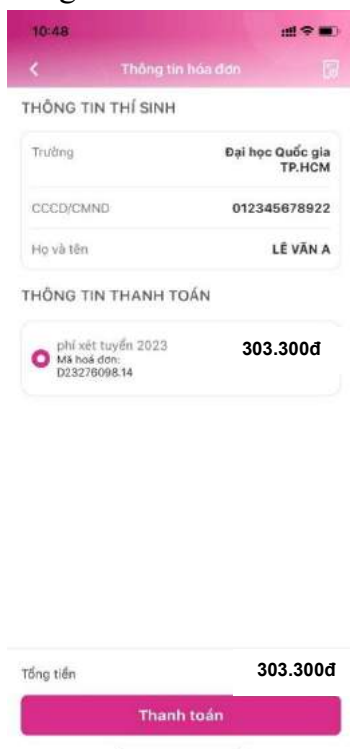 10:48
Thông tin hóa đơn
THÔNG TIN THÍ SINH
Trường
Đại học Quốc gia
TP.HCM
CCCD/CMND
012345678922
Họ và tên
LÊ VĂN A
THÔNG TIN THANH TOÁN
phí xét tuyển 2023
303.300đ
Mã hoá đơn:
D23276098.14
Tổng tiền
303.300đ
Thanh toán